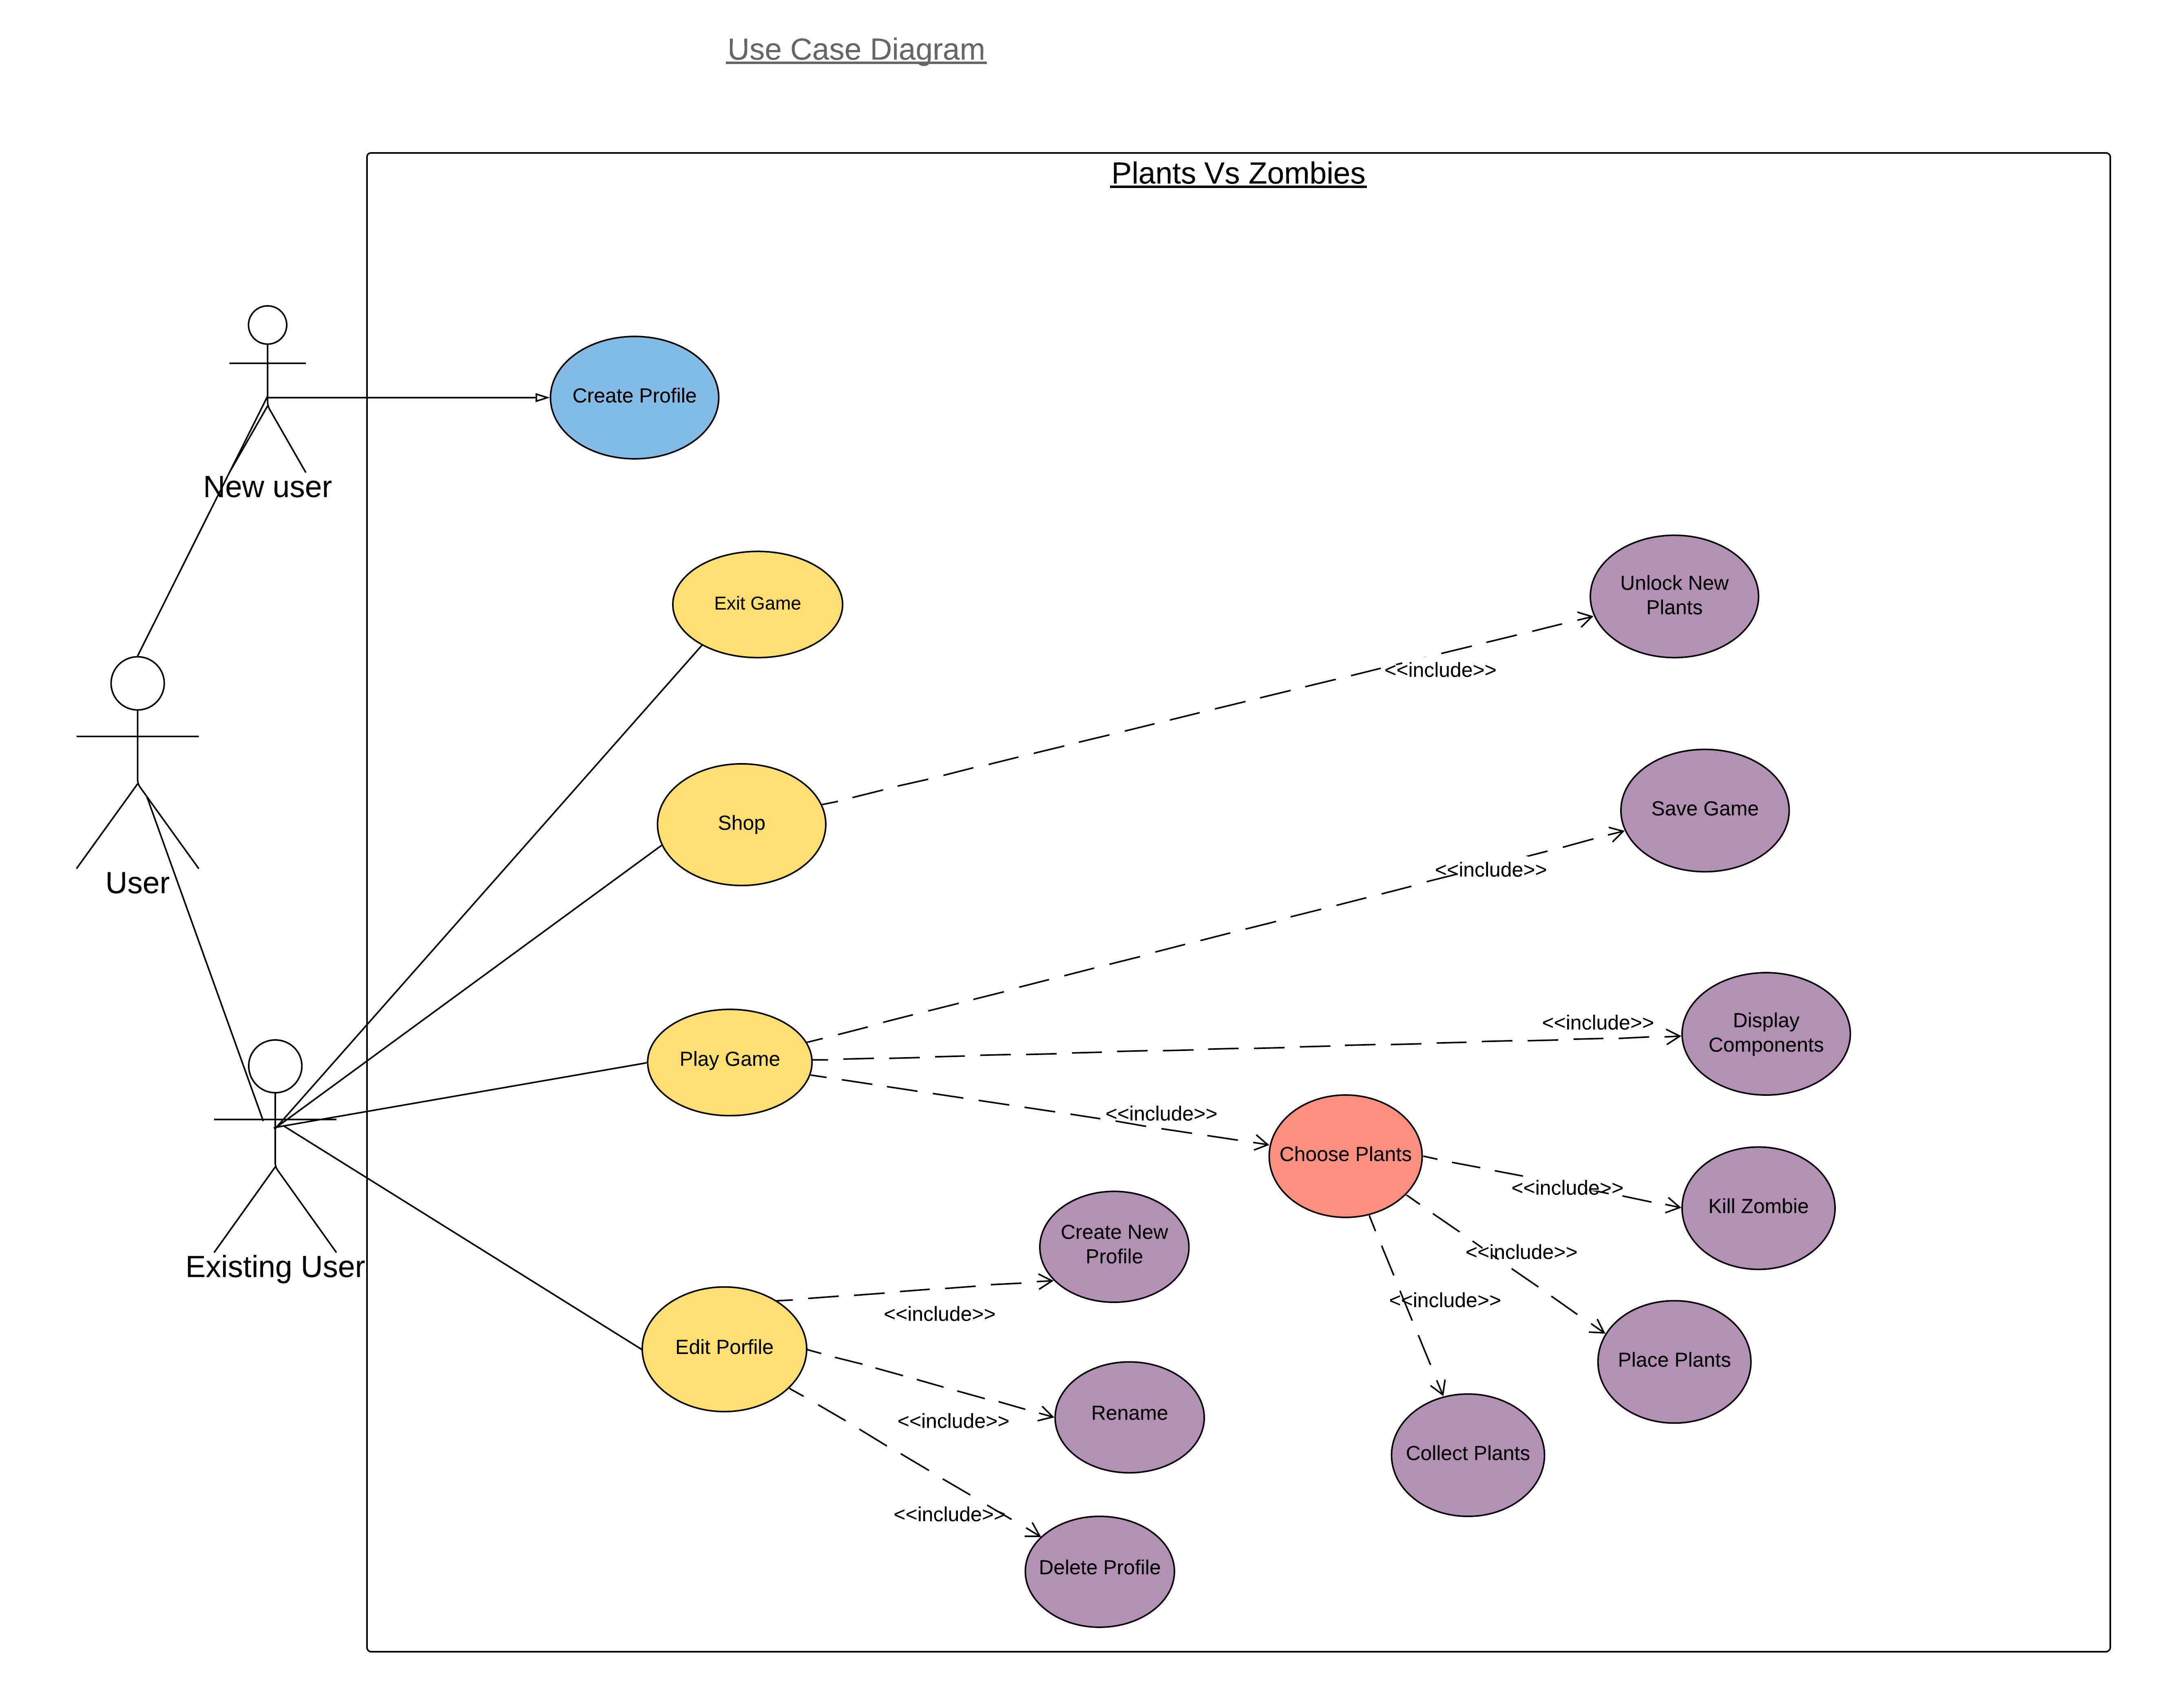 Use Case Diagram
Plants Vs Zombies
Create Profile
New user
Exit Game
Unlock New
Plants
<<include>>
User
Shop
Save Game
<<include>>
Existing User
Play Game
<<include>>
Display
Components
<<include>>
Choose Plants
<<include>>
Kill Zombie
<<include>>
Place Plants
<<include>>
Collect Plants
Edit Porfile
Create New
Profile
<<include>>
Rename
<<include>>
<<include>>
Delete Profile